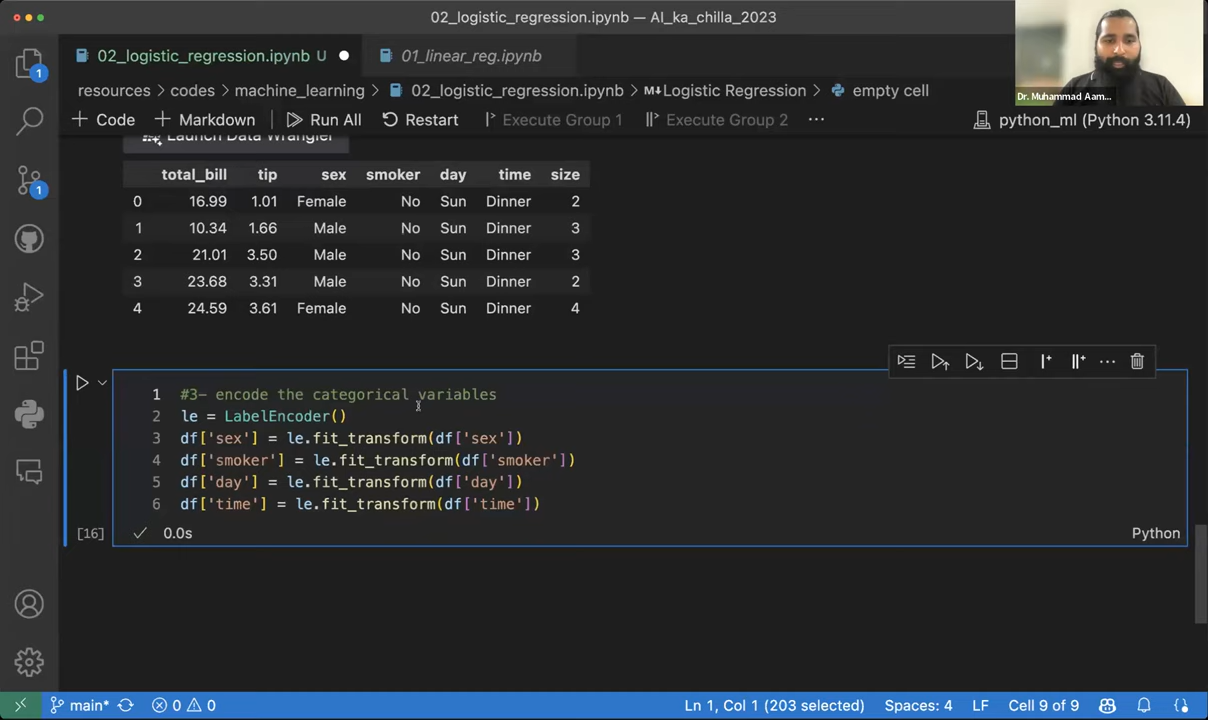 02_logistic_regression.ipynb — AI_ka_chilla_2023
02_logistic_regression.ipynb U
01_linear_reg.ipynb
resources > codes > machine_learning > 02_logistic_regression.ipynb > Logistic Regression > empty cell
+ Code + Markdown Run All Restart Execute Group 1 Execute Group 2 ···
python_ml (Python 3.11.4)
Dr. Muhammad Aam...
1
1
Launch Data Wrangler
total_bill tip sex smoker day time size
0 16.99 1.01 Female No Sun Dinner 2
1 10.34 1.66 Male No Sun Dinner 3
2 21.01 3.50 Male No Sun Dinner 3
3 23.68 3.31 Male No Sun Dinner 2
4 24.59 3.61 Female No Sun Dinner 4
1 #3- encode the categorical variables
2 le = LabelEncoder()
3 df['sex'] = le.fit_transform(df['sex'])
4 df['smoker'] = le.fit_transform(df['smoker'])
5 df['day'] = le.fit_transform(df['day'])
6 df['time'] = le.fit_transform(df['time'])
[16] 0.0s Python
main* 0 0 Ln 1, Col 1 (203 selected) Spaces: 4 LF Cell 9 of 9